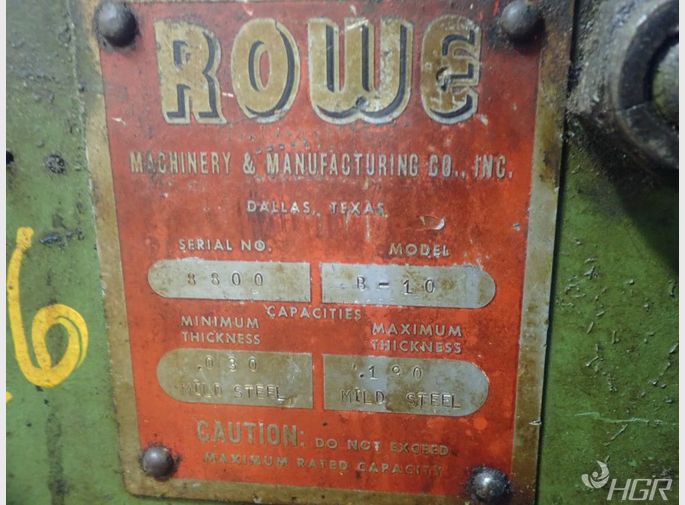 ROWE
MACHINERY & MANUFACTURING CO., INC.
DALLAS, TEXAS
SERIAL NO. MODEL
8800 B-10
CAPACITIES
MINIMUM THICKNESS MAXIMUM THICKNESS
.030 MILD STEEL .190 MILD STEEL
CAUTION: DO NOT EXCEED
MAXIMUM RATED CAPACITY
6
HGR